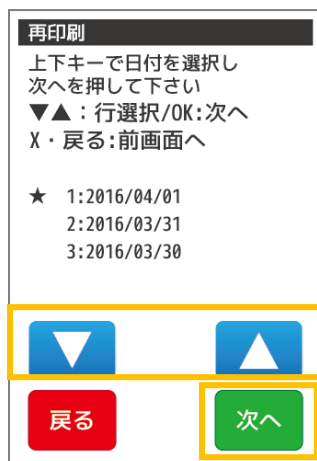 再印刷
上下キーで日付を選択し
次へを押して下さい
▼▲：行選択/OK:次へ
X・戻る:前画面へ
★ 1:2016/04/01
2:2016/03/31
3:2016/03/30
▼ ▲
戻る 次へ